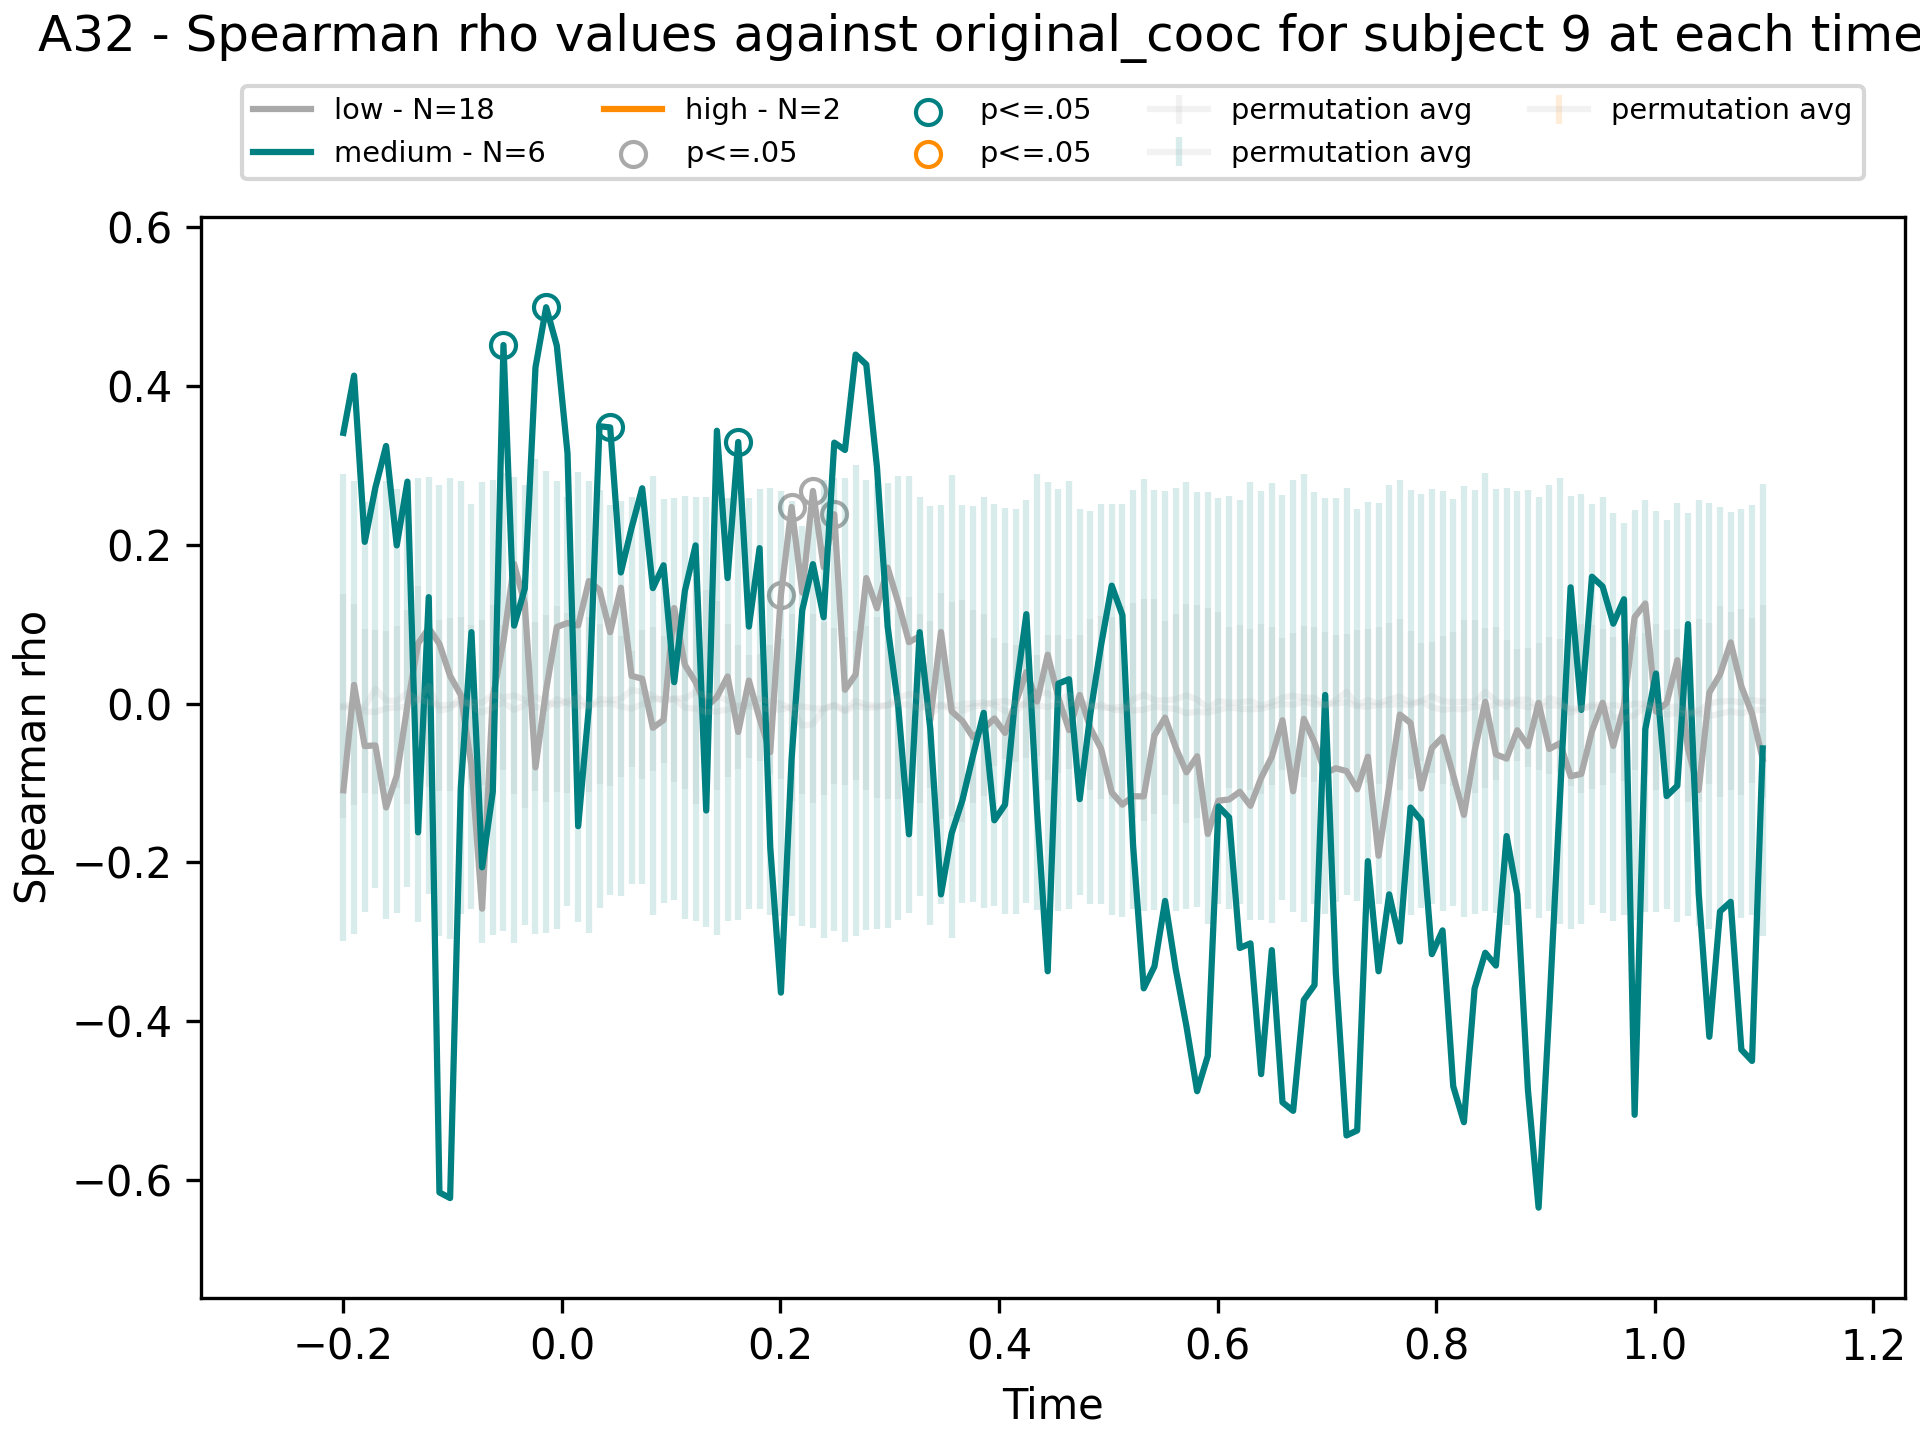 A32 - Spearman rho values against original_cooc for subject 9 at each time
low - N=18
medium - N=6
high - N=2
p<=.05
p<=.05
p<=.05
permutation avg
permutation avg
permutation avg
Spearman rho
0.6
0.4
0.2
0.0
−0.2
−0.4
−0.6
−0.2 0.0 0.2 0.4 0.6 0.8 1.0 1.2
Time